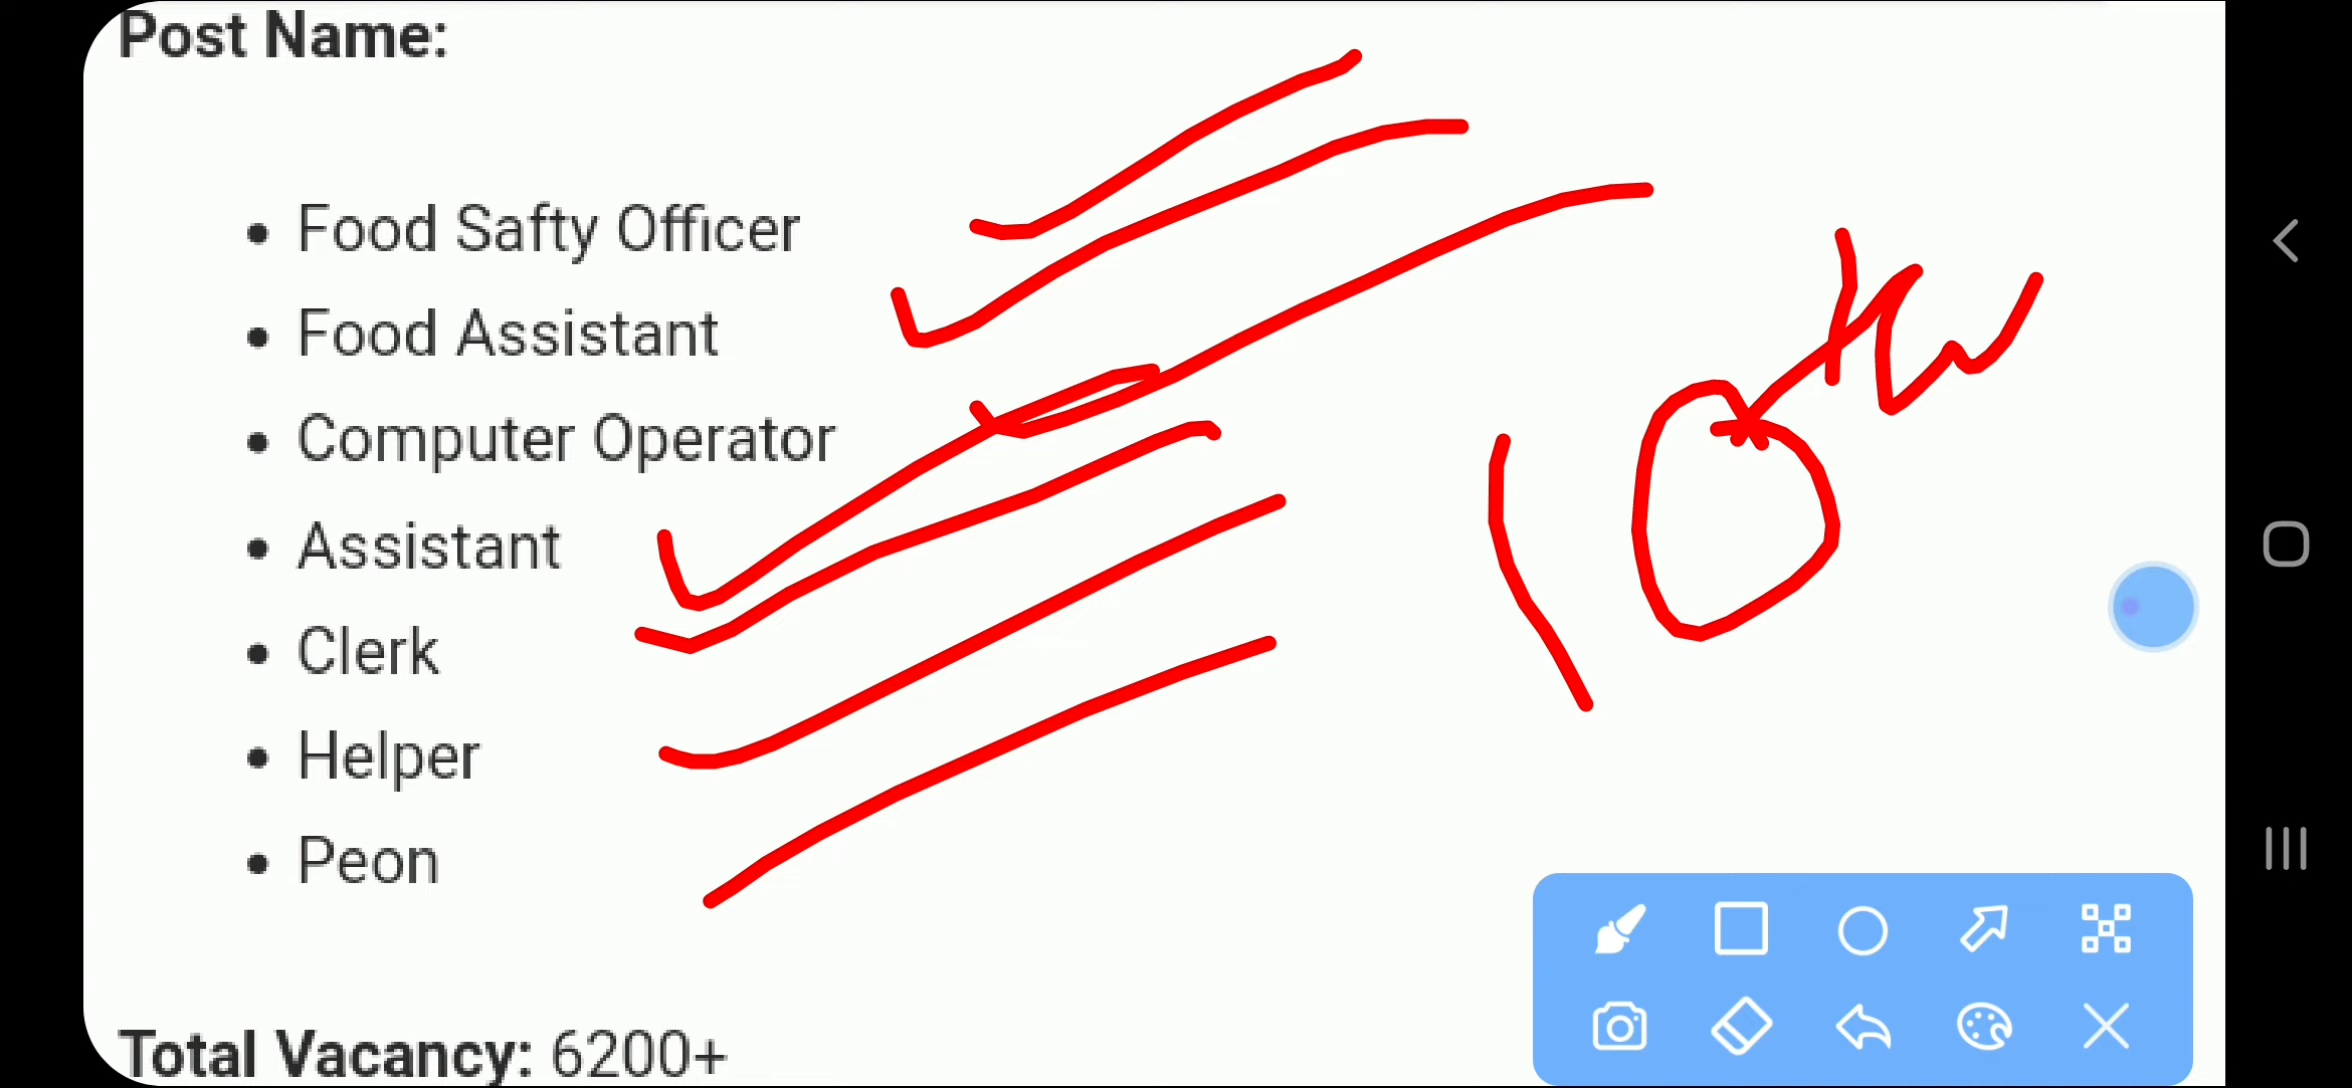 Post Name:
Food Safty Officer
Food Assistant
Computer Operator
Assistant
Clerk
Helper
Peon
10th
Total Vacancy: 6200+